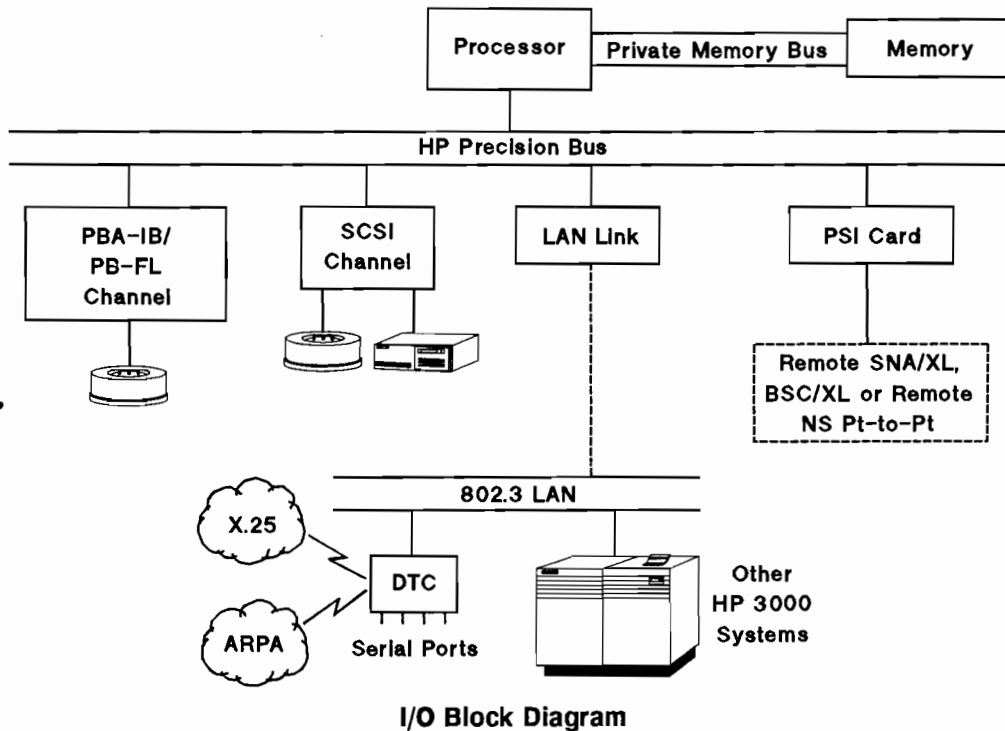 Processor
Private Memory Bus
Memory
HP Precision Bus
PBA-IB/
PB-FL
Channel
SCSI
Channel
LAN Link
PSI Card
Remote SNA/XL,
BSC/XL or Remote
NS Pt-to-Pt
802.3 LAN
X.25
DTC
ARPA
Serial Ports
Other
HP 3000
Systems
I/O Block Diagram